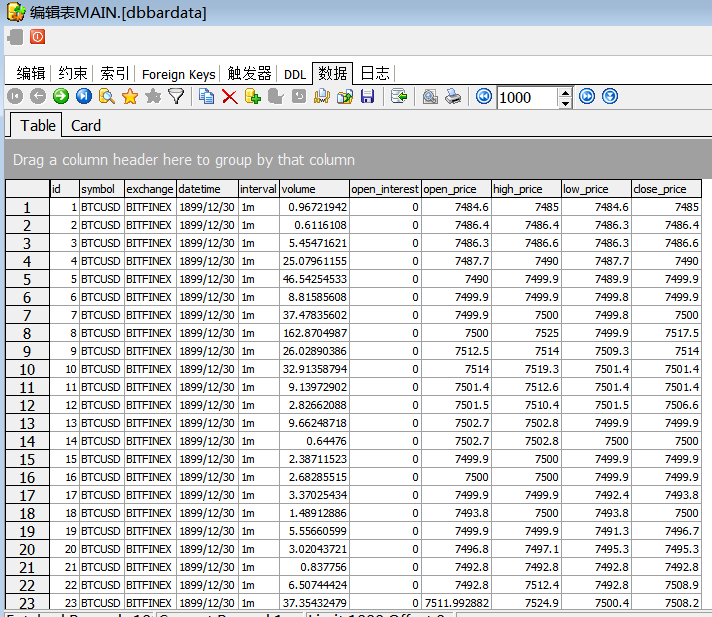 编辑表MAIN.[dbbardata]
编辑 约束 索引 Foreign Keys 触发器 DDL 数据 日志
1000
Table Card
Drag a column header here to group by that column
id symbol exchange datetime interval volume open_interest open_price high_price low_price close_price
1 1 BTCUSD BITFINEX 1899/12/30 1m 0.96721942 0 7484.6 7485 7484.6 7485
2 2 BTCUSD BITFINEX 1899/12/30 1m 0.6116108 0 7486.4 7486.4 7486.3 7486.4
3 3 BTCUSD BITFINEX 1899/12/30 1m 5.45471621 0 7486.3 7486.6 7486.3 7486.6
4 4 BTCUSD BITFINEX 1899/12/30 1m 25.07961155 0 7487.7 7490 7487.7 7490
5 5 BTCUSD BITFINEX 1899/12/30 1m 46.54254533 0 7490 7499.9 7489.9 7499.9
6 6 BTCUSD BITFINEX 1899/12/30 1m 8.81585608 0 7499.9 7499.9 7499.8 7499.9
7 7 BTCUSD BITFINEX 1899/12/30 1m 37.47835602 0 7499.9 7500 7499.8 7500
8 8 BTCUSD BITFINEX 1899/12/30 1m 162.8704987 0 7500 7525 7499.9 7517.5
9 9 BTCUSD BITFINEX 1899/12/30 1m 26.02890386 0 7512.5 7514 7509.3 7514
10 10 BTCUSD BITFINEX 1899/12/30 1m 32.91358794 0 7514 7519.3 7501.4 7501.4
11 11 BTCUSD BITFINEX 1899/12/30 1m 9.13972902 0 7501.4 7512.6 7501.4 7501.4
12 12 BTCUSD BITFINEX 1899/12/30 1m 2.82662088 0 7501.5 7510.4 7501.5 7506.6
13 13 BTCUSD BITFINEX 1899/12/30 1m 9.66248718 0 7502.7 7502.8 7499.9 7499.9
14 14 BTCUSD BITFINEX 1899/12/30 1m 0.64476 0 7502.7 7502.8 7500 7500
15 15 BTCUSD BITFINEX 1899/12/30 1m 2.38711523 0 7499.9 7500 7499.9 7499.9
16 16 BTCUSD BITFINEX 1899/12/30 1m 2.68285515 0 7500 7500 7499.9 7499.9
17 17 BTCUSD BITFINEX 1899/12/30 1m 3.37025434 0 7499.9 7499.9 7492.4 7493.8
18 18 BTCUSD BITFINEX 1899/12/30 1m 1.48912886 0 7493.8 7500 7493.8 7500
19 19 BTCUSD BITFINEX 1899/12/30 1m 5.55660599 0 7499.9 7499.9 7491.3 7496.7
20 20 BTCUSD BITFINEX 1899/12/30 1m 3.02043721 0 7496.8 7497.1 7495.3 7495.3
21 21 BTCUSD BITFINEX 1899/12/30 1m 0.837756 0 7492.8 7492.8 7492.8 7492.8
22 22 BTCUSD BITFINEX 1899/12/30 1m 6.50744424 0 7492.8 7512.4 7492.8 7508.9
23 23 BTCUSD BITFINEX 1899/12/30 1m 37.35432479 0 7511.992882 7524.9 7500.4 7508.2